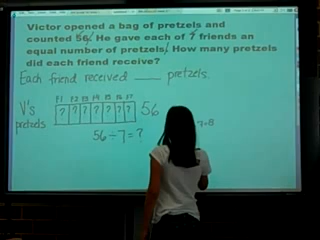 Victor opened a bag of pretzels and
counted 56. He gave each of 7 friends an
equal number of pretzels. How many pretzels
did each friend receive?
Each friend received ___ pretzels.
F1 F2 F3 F4 F5 F6 F7
V's
pretzels
? ? ? ? ? ? ? 56
56÷7=?
7=8